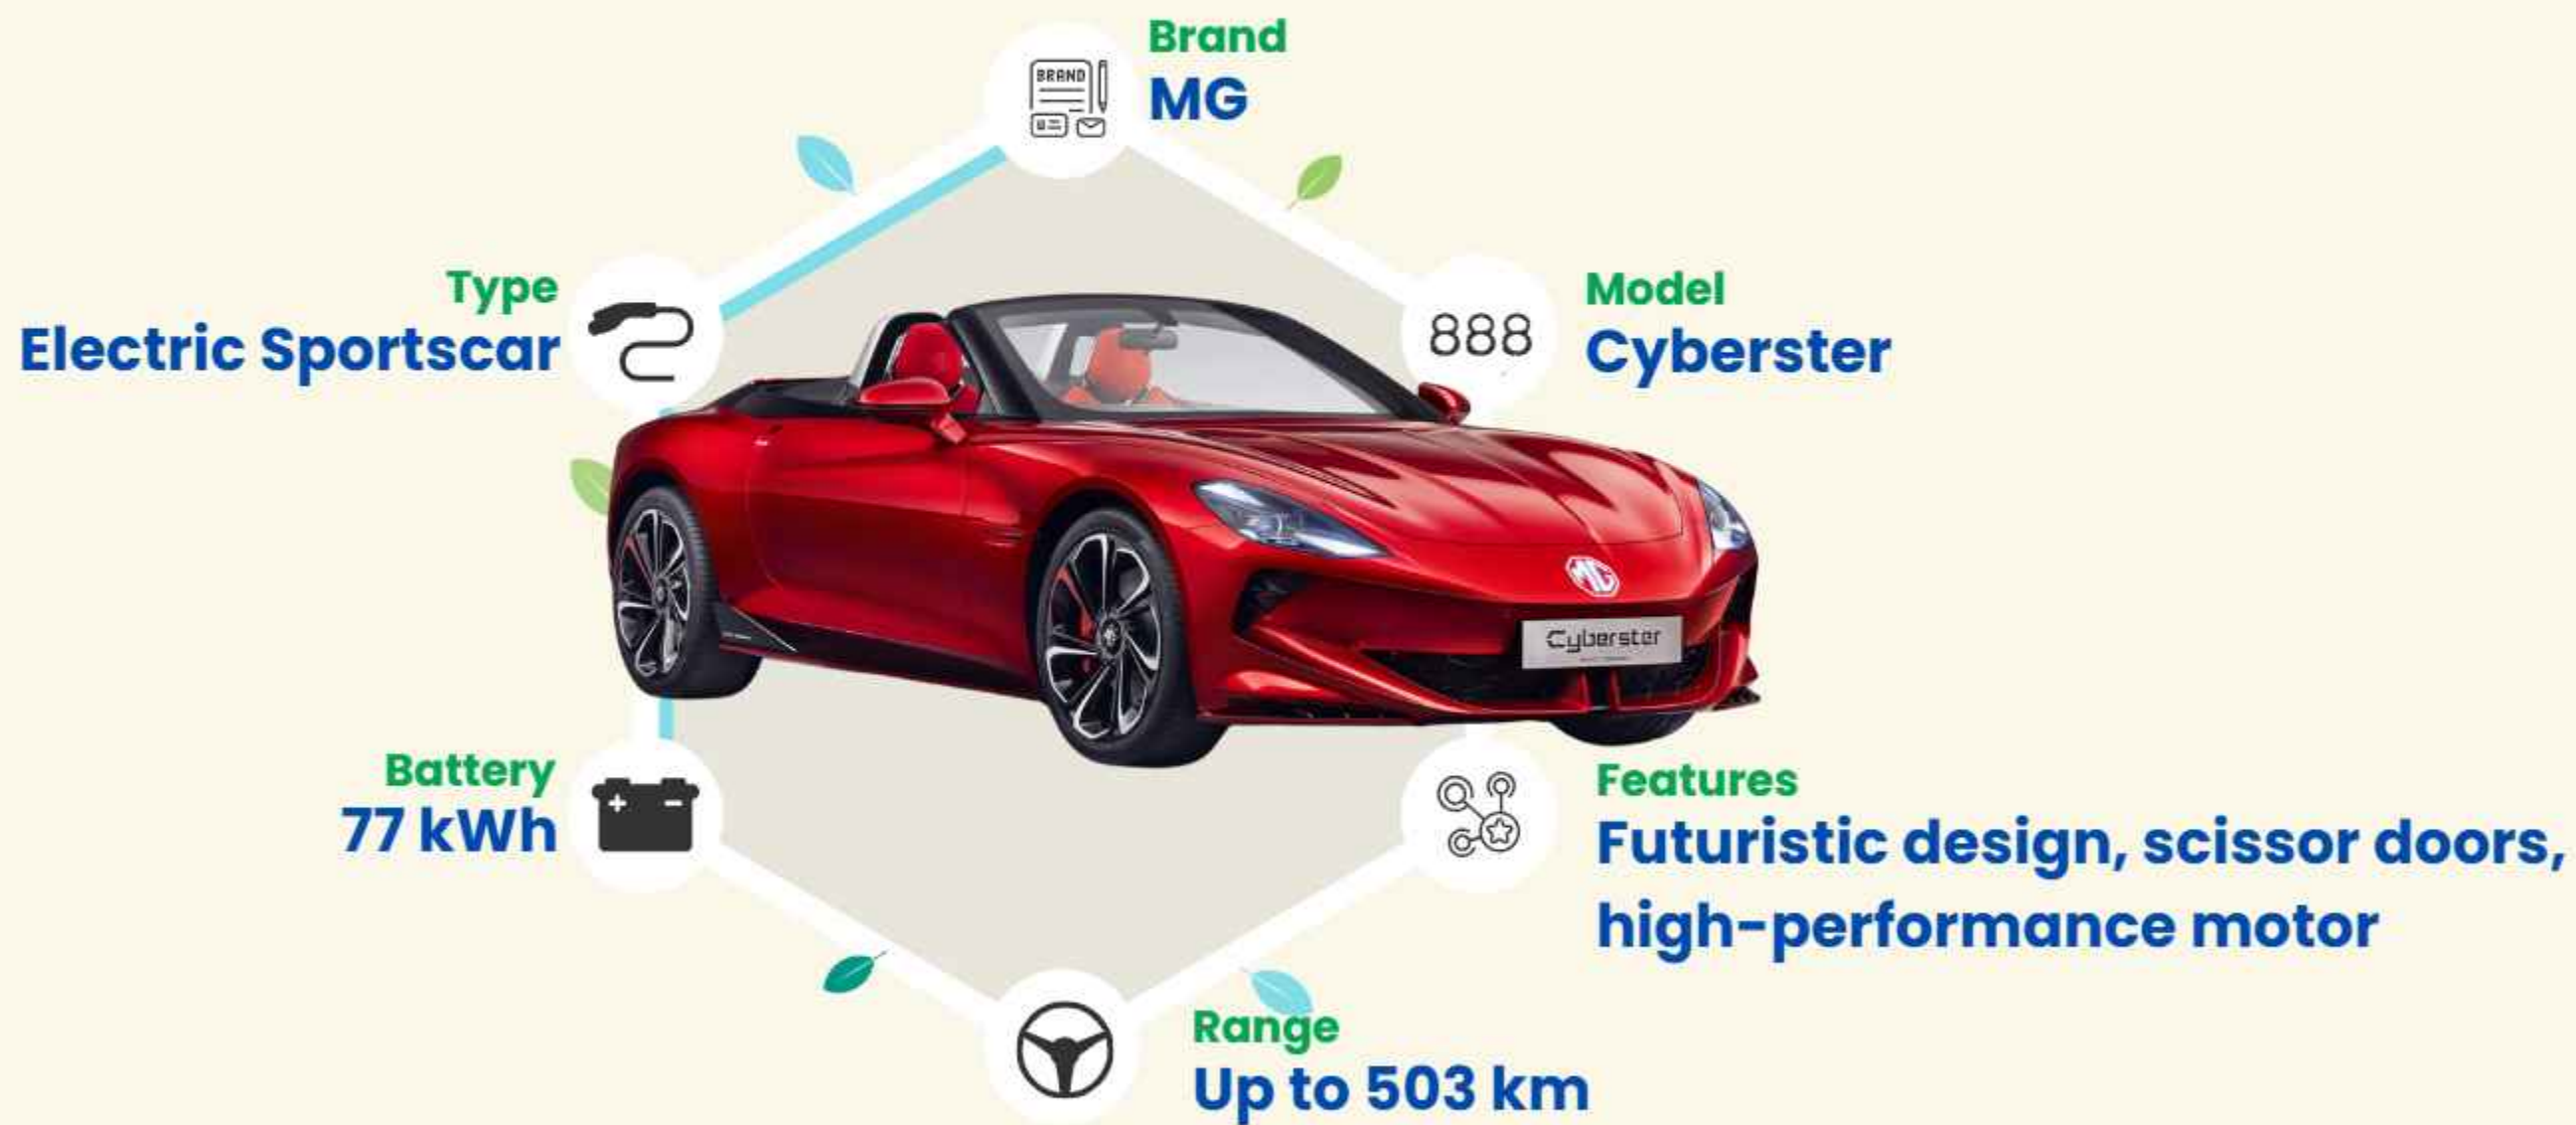 BRAND
Brand
MG
Type
Electric Sportscar
888
Model
Cyberster
MG
Cyberster
Battery
77 kWh
Features
Futuristic design, scissor doors,
high-performance motor
Range
Up to 503 km